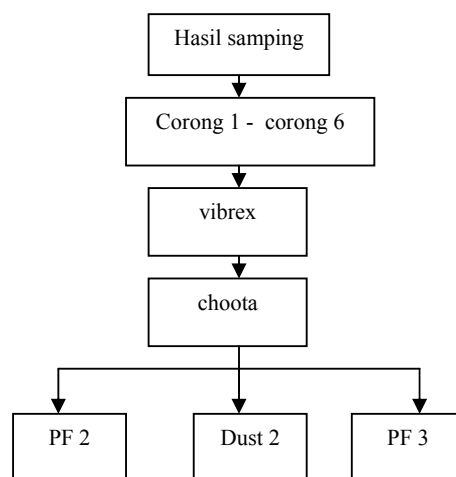 Hasil samping
Corong 1 - corong 6
vibrex
choota
PF 2
Dust 2
PF 3